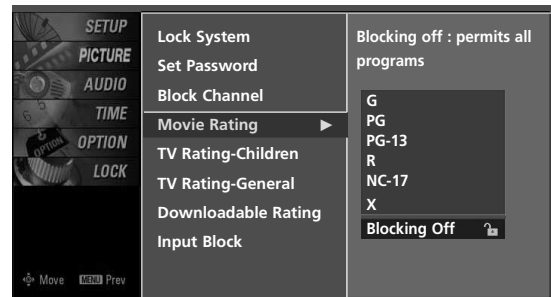 SETUP
PICTURE
AUDIO
TIME
OPTION
LOCK
Move MENU Prev
Lock System
Set Password
Block Channel
Movie Rating ►
TV Rating-Children
TV Rating-General
Downloadable Rating
Input Block
Blocking off : permits all
programs
G
PG
PG-13
R
NC-17
X
Blocking Off